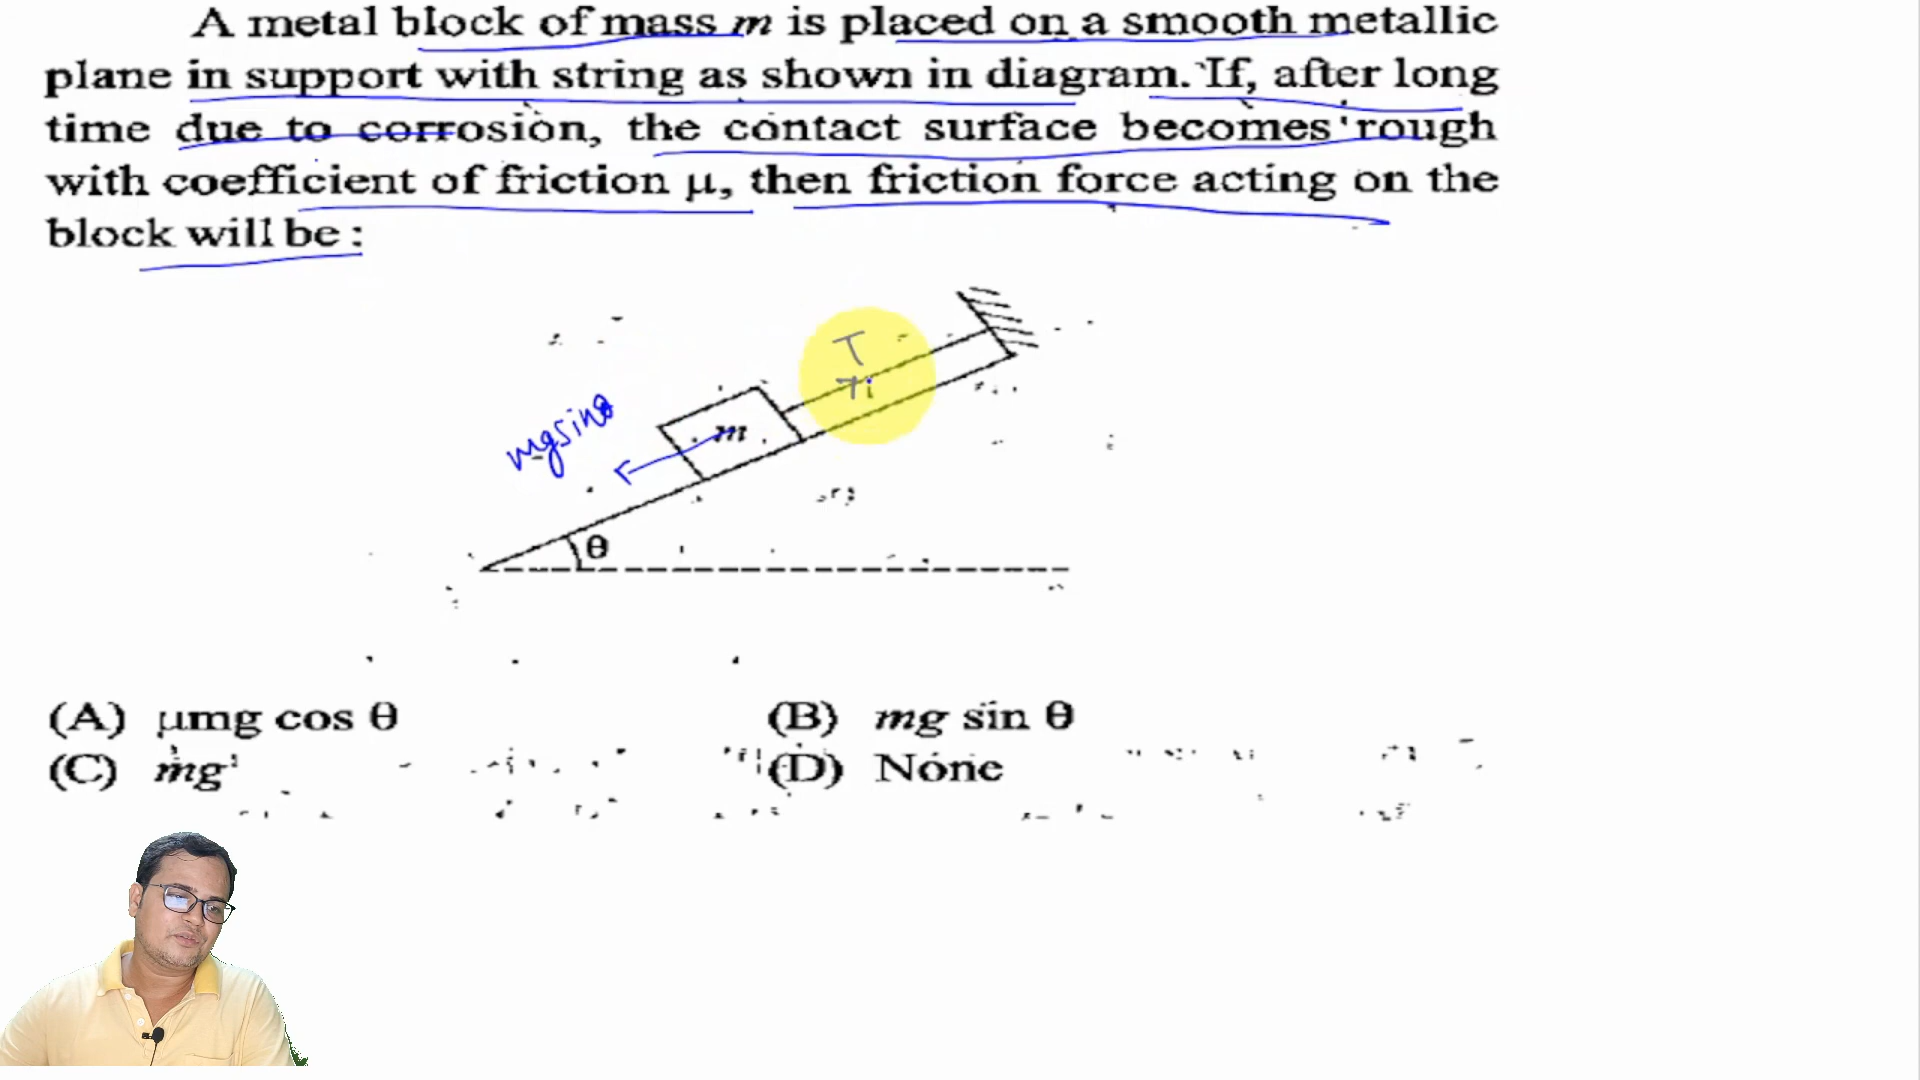 A metal block of mass m is placed on a smooth metallic
plane in support with string as shown in diagram. If, after long
time due to corrosion, the contact surface becomes rough
with coefficient of friction μ, then friction force acting on the
block will be :
T
mgsinθ
m
θ
(A) μmg cos θ
(B) mg sin θ
(C) mg
(D) None